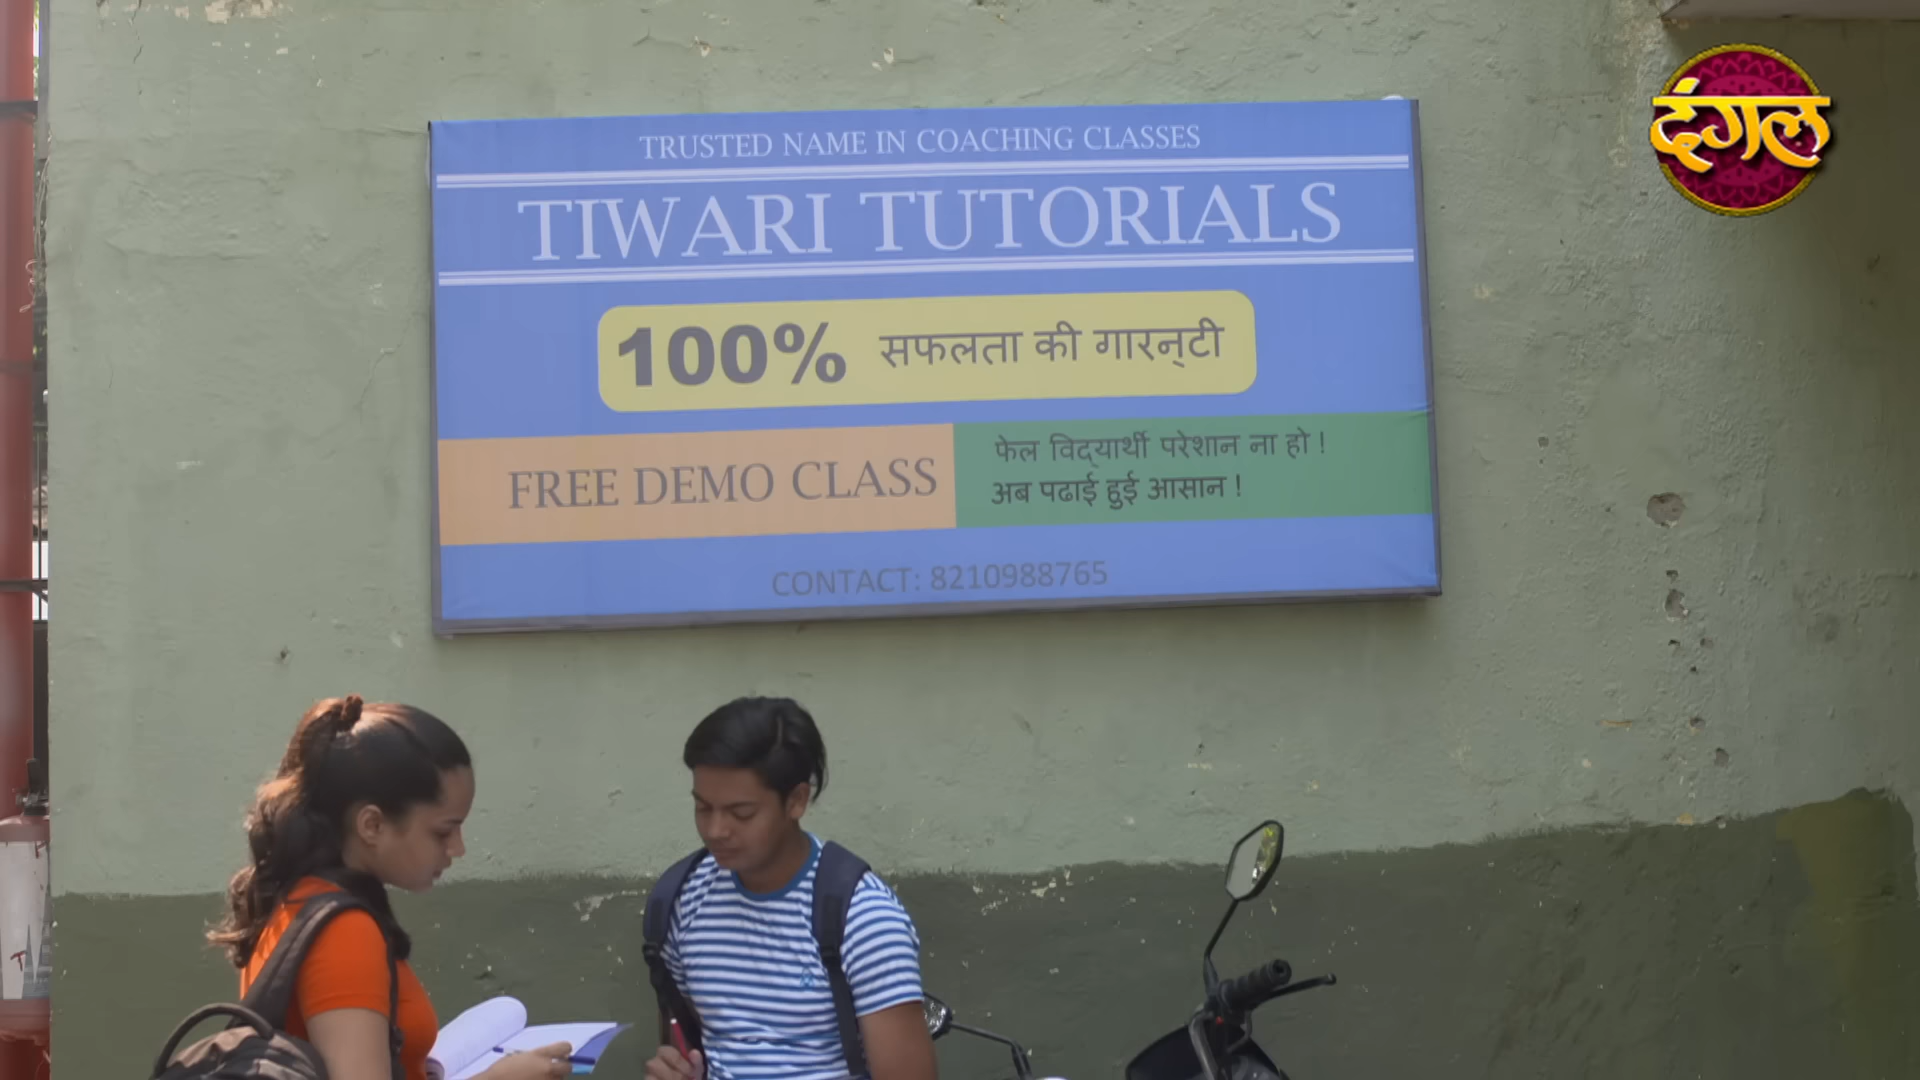 TRUSTED NAME IN COACHING CLASSES
दंगल
TIWARI TUTORIALS
100% सफलता की गारन्‌टी
FREE DEMO CLASS
फेल विद्‌यार्थी परेशान ना हो !
अब पढाई हुई आसान !
CONTACT: 8210988765